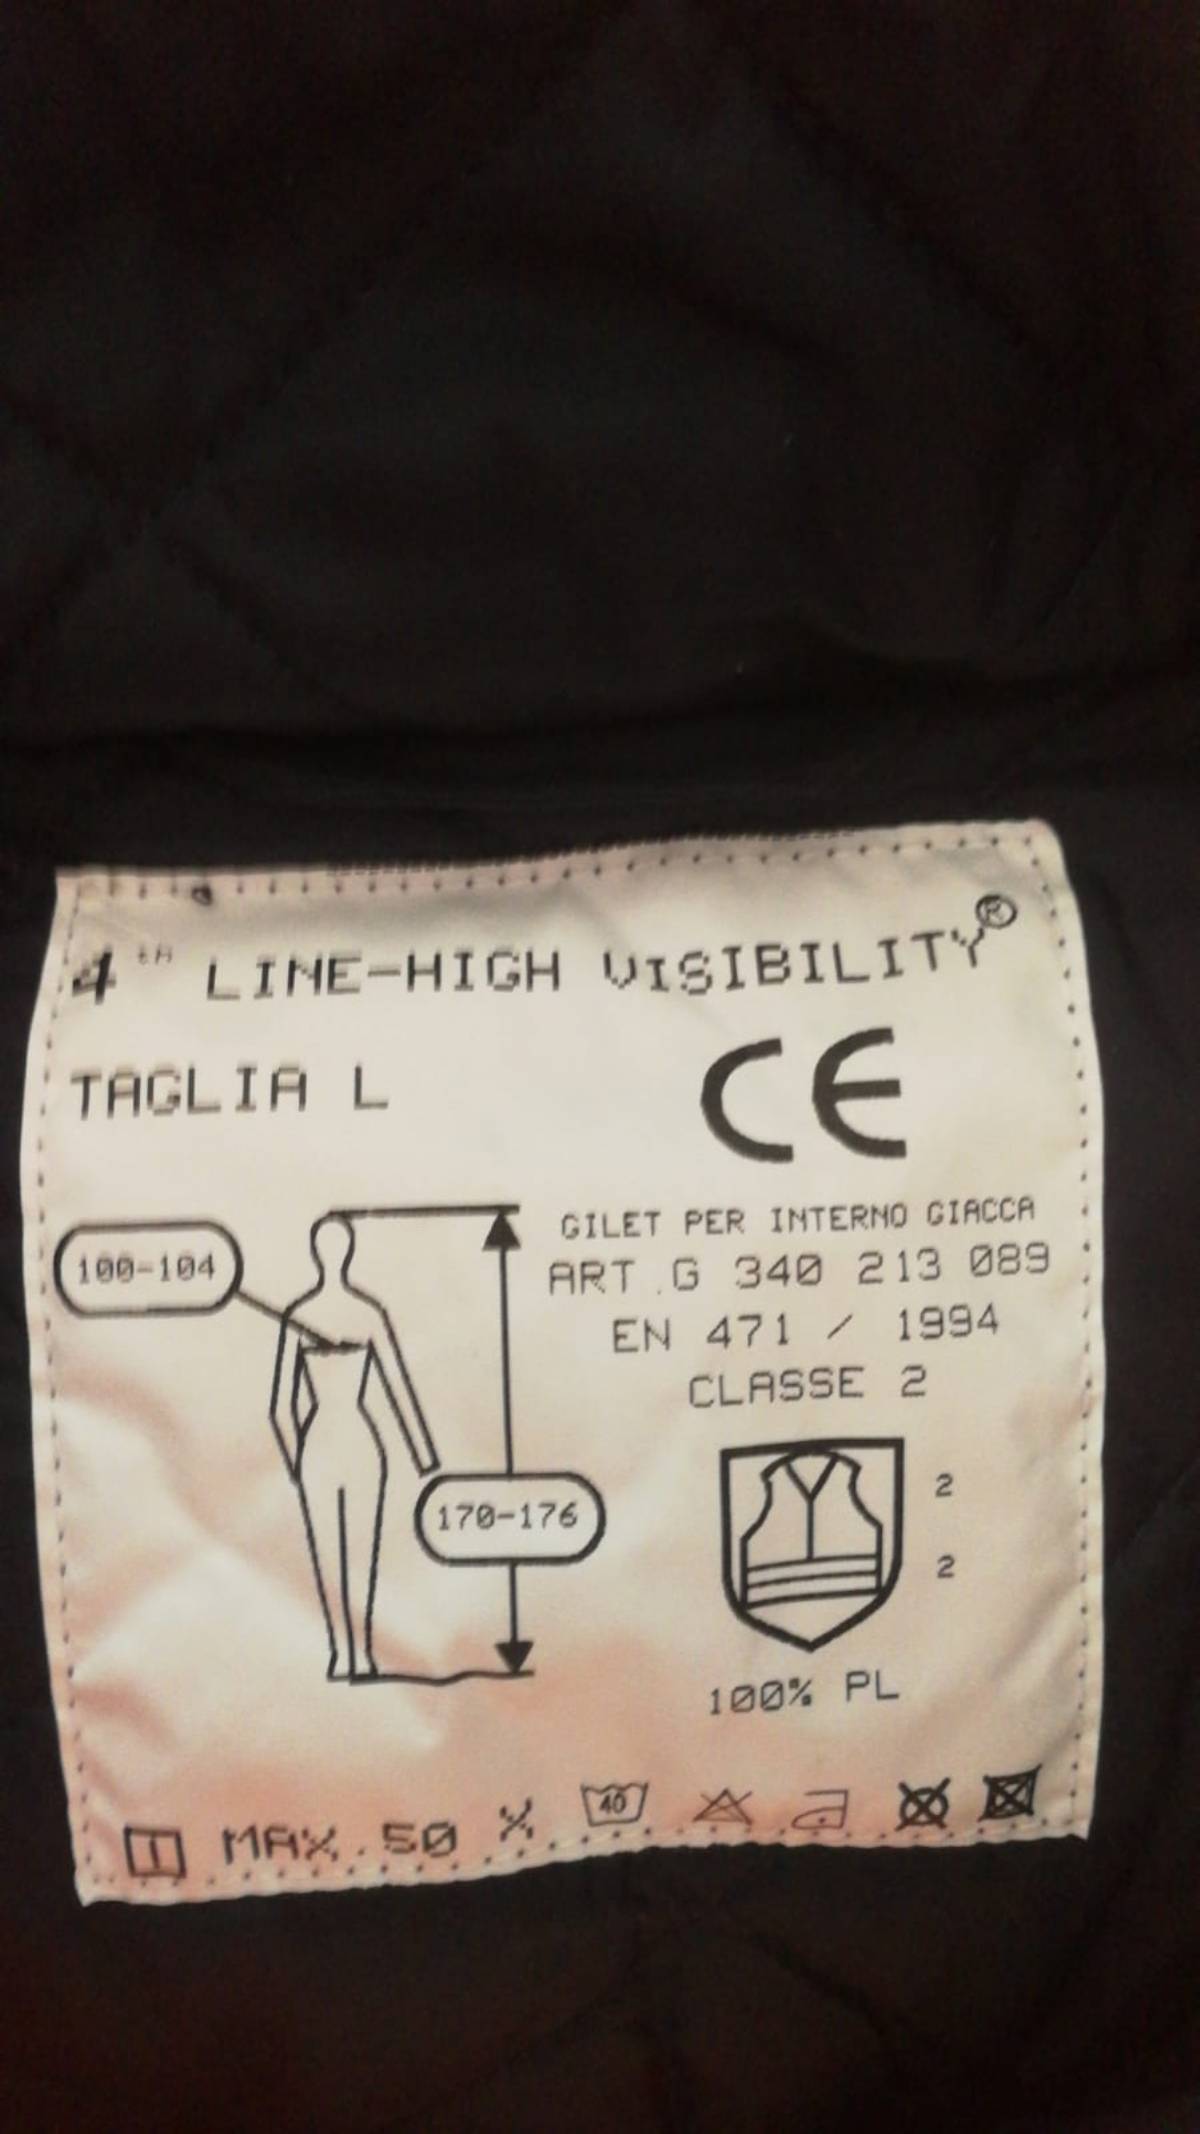 4th LINE-HIGH VISIBILITY®
TAGLIA L
CE
100-104
GILET PER INTERNO GIACCA
ART.G 340 213 089
EN 471 / 1994
CLASSE 2
170-176
2
2
100% PL
MAX.50 X
40